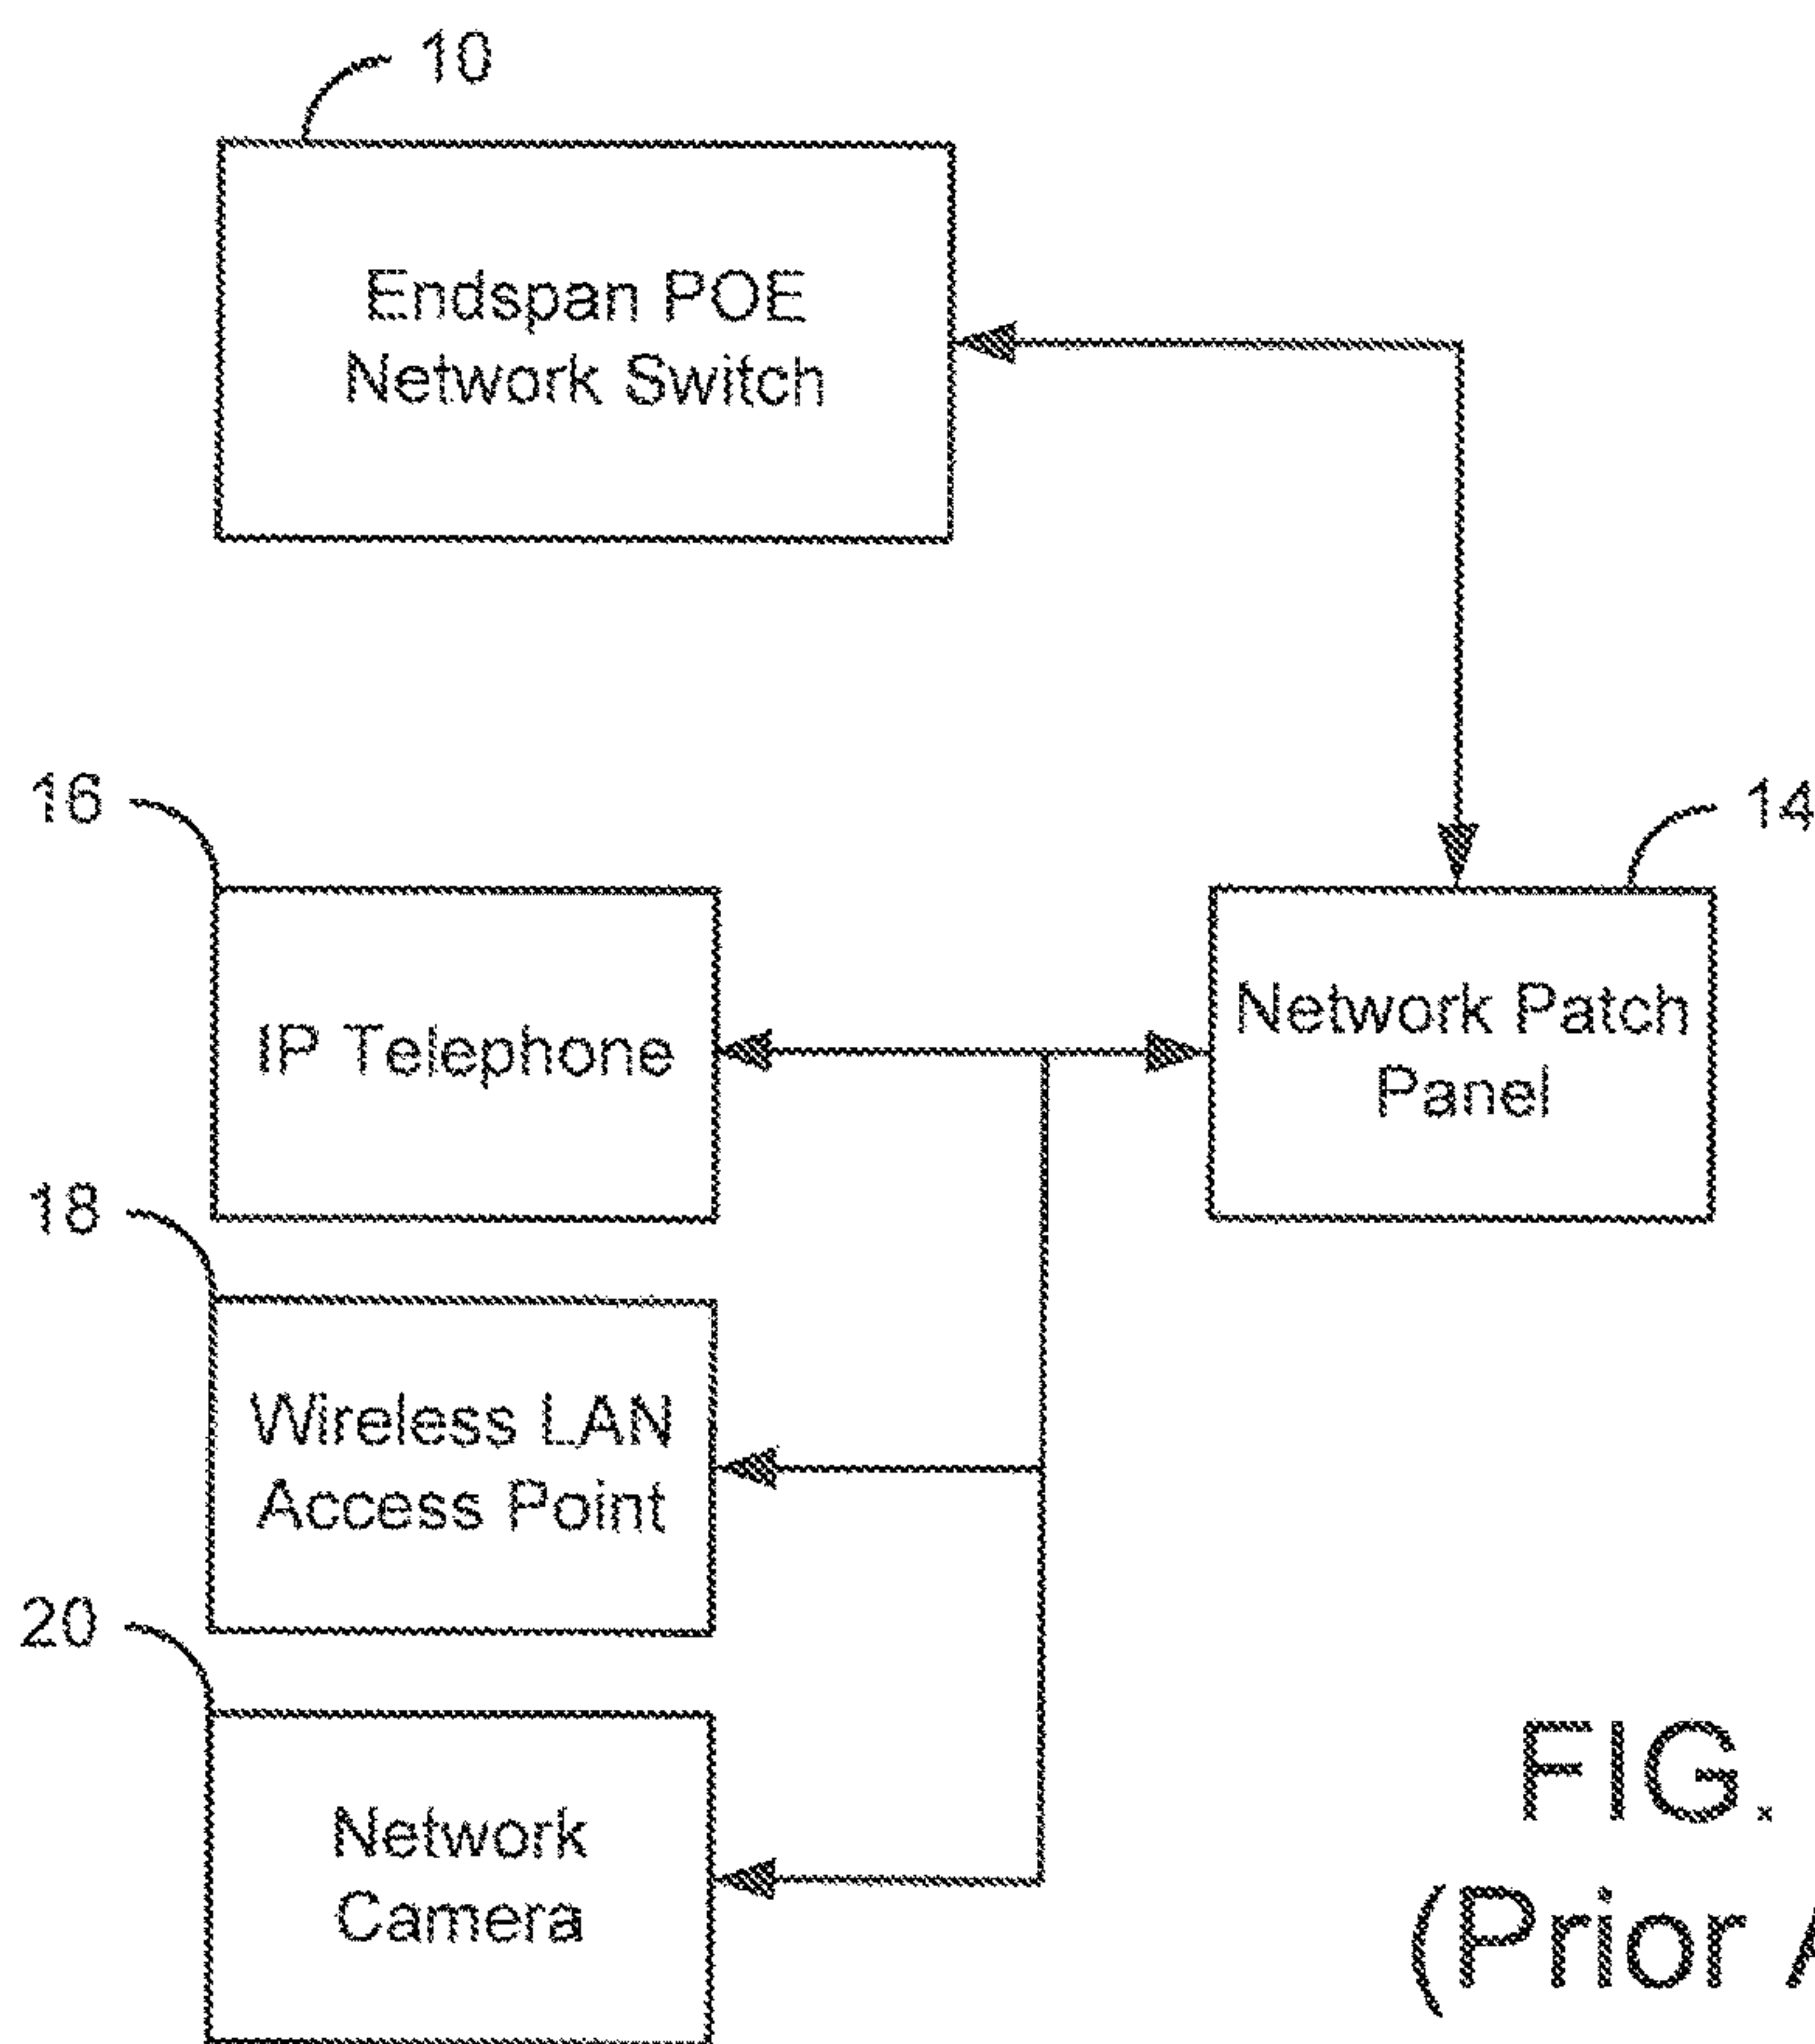 10
Endspan POE
Network Switch
16
14
IP Telephone
Network Patch
Panel
18
Wireless LAN
Access Point
20
Network
Camera
FIG.
(Prior